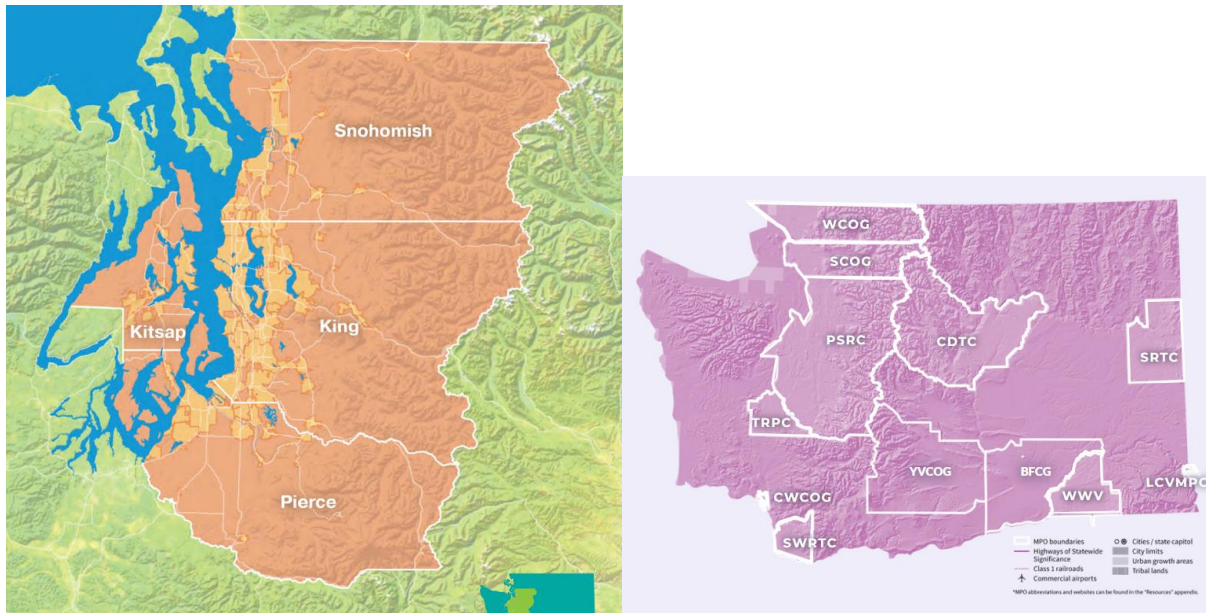 Snohomish
King
Kitsap
Pierce
WCOG
SCOG
PSRC
CDTC
SRTC
TRPC
YVCOG
BFCG
WWV
LCVMPO
CWCOG
SWRTC
MPO boundaries
Highways of Statewide
Significance
Class 1 railroads
Commercial airports
Cities / state capitol
City limits
Urban growth areas
Tribal lands
*MPO abbreviations and websites can be found in the "Resources" appendix.